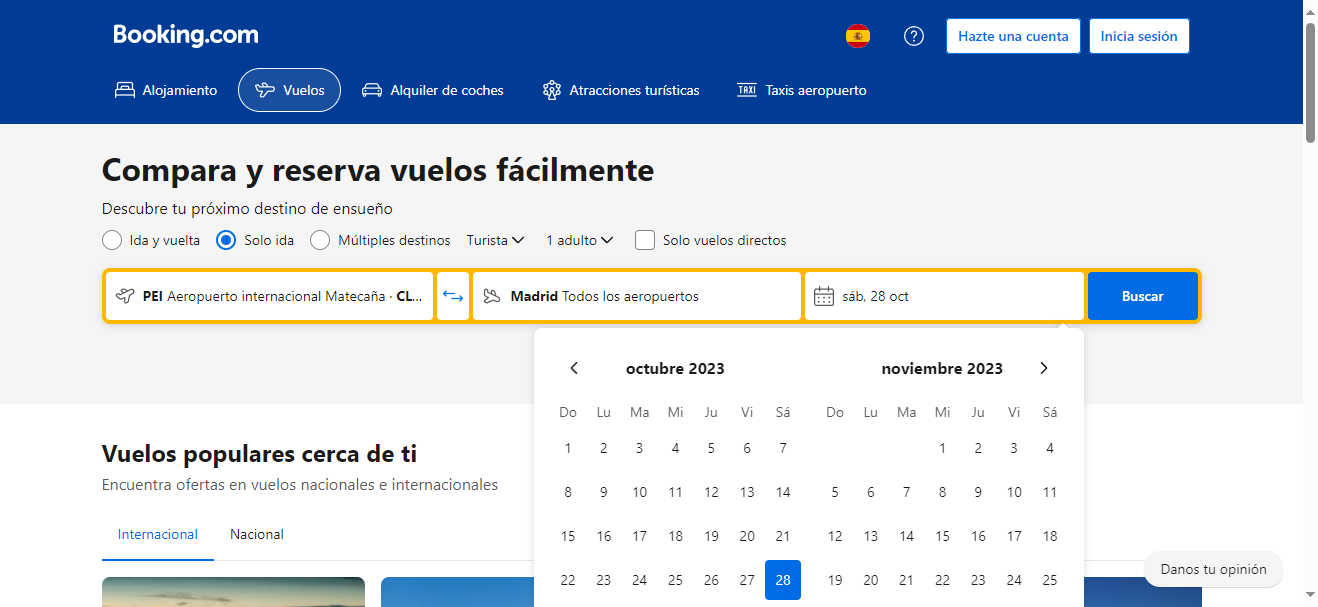 Booking.com
Hazte una cuenta
Inicia sesión
Alojamiento
Vuelos
Alquiler de coches
Atracciones turísticas
TAXI
Taxis aeropuerto
Compara y reserva vuelos fácilmente
Descubre tu próximo destino de ensueño
Ida y vuelta Solo ida Múltiples destinos Turista 1 adulto Solo vuelos directos
PEI Aeropuerto internacional Matecaña · CL...
Madrid Todos los aeropuertos
sáb, 28 oct
Buscar
octubre 2023
Do Lu Ma Mi Ju Vi Sá
1 2 3 4 5 6 7
8 9 10 11 12 13 14
15 16 17 18 19 20 21
22 23 24 25 26 27 28
noviembre 2023
Do Lu Ma Mi Ju Vi Sá
1 2 3 4
5 6 7 8 9 10 11
12 13 14 15 16 17 18
19 20 21 22 23 24 25
Vuelos populares cerca de ti
Encuentra ofertas en vuelos nacionales e internacionales
Internacional
Nacional
Danos tu opinión